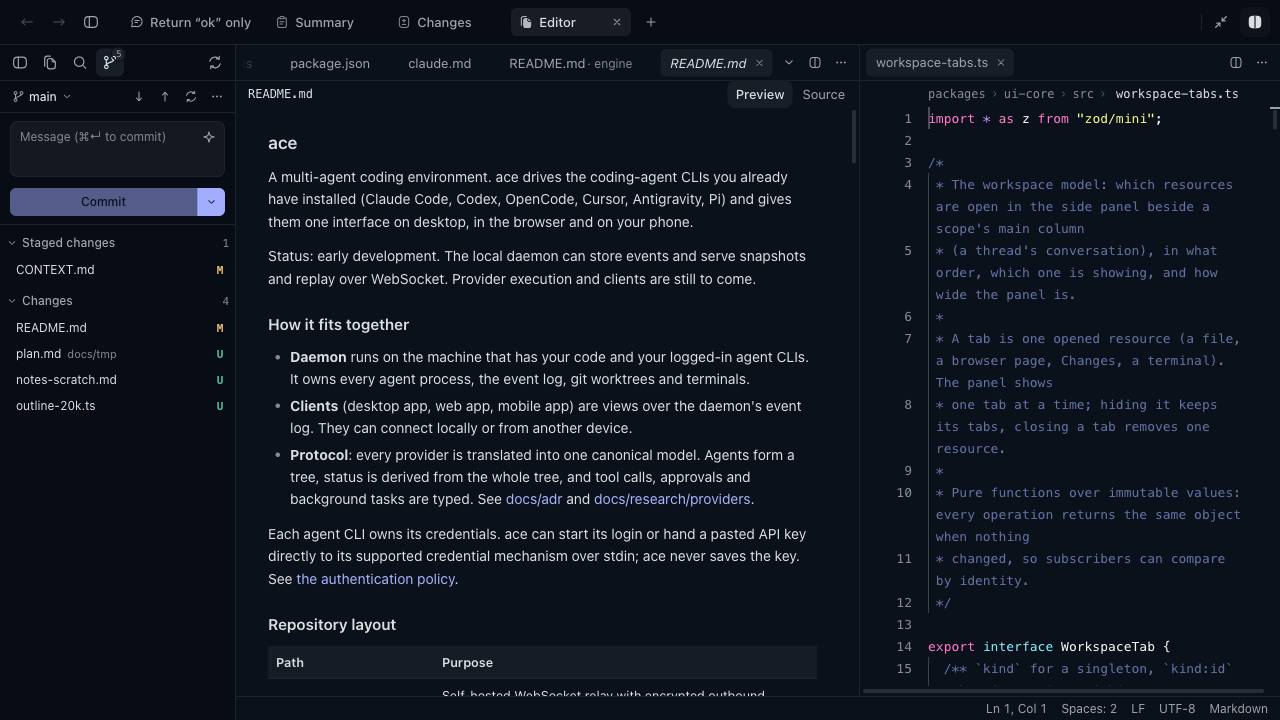 Return “ok” only
Summary
Changes
Editor
5
main
Message (⌘↵ to commit)
Commit
Staged changes 1
CONTEXT.md M
Changes 4
README.md M
plan.md docs/tmp U
notes-scratch.md U
outline-20k.ts U
package.json
claude.md
README.md · engine
README.md
README.md
Preview
Source
ace
A multi-agent coding environment. ace drives the coding-agent CLIs you already
have installed (Claude Code, Codex, OpenCode, Cursor, Antigravity, Pi) and gives
them one interface on desktop, in the browser and on your phone.
Status: early development. The local daemon can store events and serve snapshots
and replay over WebSocket. Provider execution and clients are still to come.
How it fits together
• Daemon runs on the machine that has your code and your logged-in agent CLIs.
It owns every agent process, the event log, git worktrees and terminals.
• Clients (desktop app, web app, mobile app) are views over the daemon's event
log. They can connect locally or from another device.
• Protocol: every provider is translated into one canonical model. Agents form a
tree, status is derived from the whole tree, and tool calls, approvals and
background tasks are typed. See docs/adr and docs/research/providers.
Each agent CLI owns its credentials. ace can start its login or hand a pasted API key
directly to its supported credential mechanism over stdin; ace never saves the key.
See the authentication policy.
Repository layout
Path Purpose
Self-hosted WebSocket relay with encrypted outbound
workspace-tabs.ts
packages › ui-core › src › workspace-tabs.ts
1 import * as z from "zod/mini";
2
3 /*
4 * The workspace model: which resources
are open in the side panel beside a
scope's main column
5 * (a thread's conversation), in what
order, which one is showing, and how
wide the panel is.
6 *
7 * A tab is one opened resource (a file,
a browser page, Changes, a terminal).
The panel shows
8 * one tab at a time; hiding it keeps
its tabs, closing a tab removes one
resource.
9 *
10 * Pure functions over immutable values:
every operation returns the same object
when nothing
11 * changed, so subscribers can compare
by identity.
12 */
13
14 export interface WorkspaceTab {
15 /** `kind` for a singleton, `kind:id`
Ln 1, Col 1 Spaces: 2 LF UTF-8 Markdown